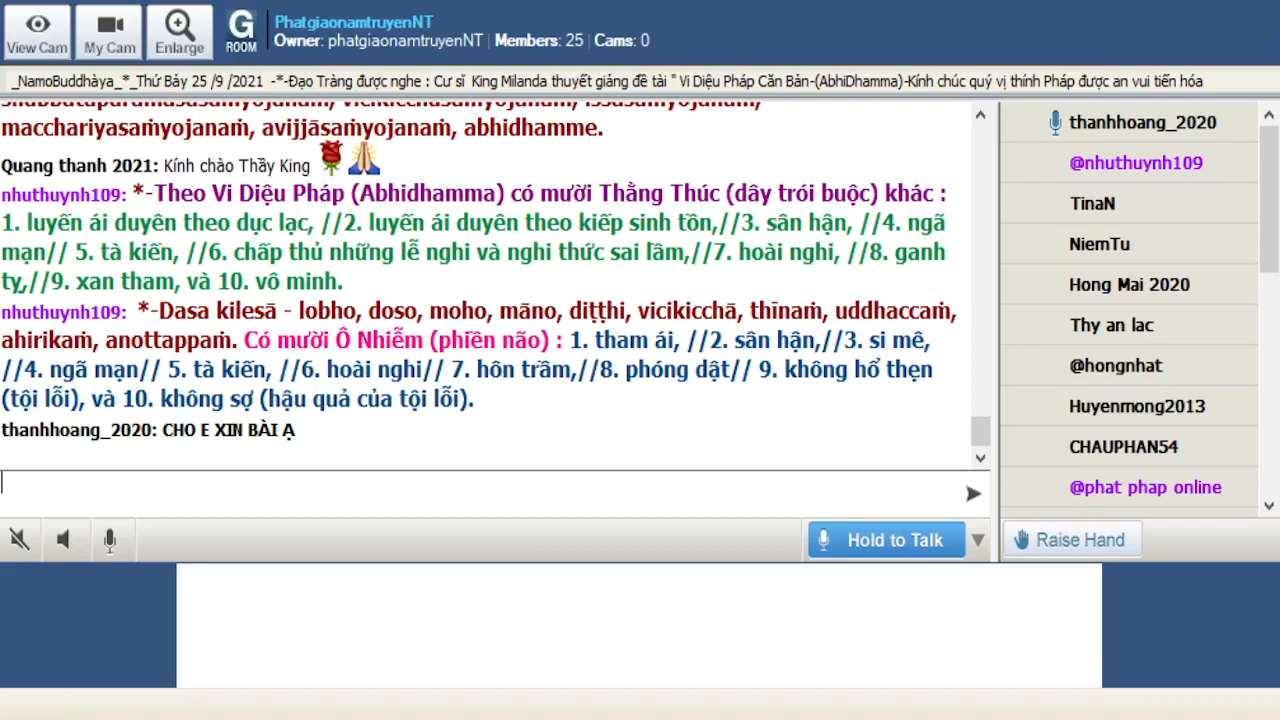 View Cam
My Cam
Enlarge
G
ROOM
PhatgiaonamtruyenNT
Owner: phatgiaonamtruyenNT | Members: 25 | Cams: 0
_NamoBuddhàya_*_Thứ Bảy 25 /9 /2021 -*-Đạo Tràng được nghe : Cư sĩ King Milanda thuyết giảng đề tài " Vi Diệu Pháp Căn Bản-(AbhiDhamma)-Kính chúc quý vị thính Pháp được an vui tiến hóa
macchariyasaṁyojanaṁ, avijjāsaṁyojanaṁ, abhidhamme.
Quang thanh 2021: Kính chào Thầy King
nhuthuynh109: *-Theo Vi Diệu Pháp (Abhidhamma) có mười Thằng Thúc (dây trói buộc) khác :
1. luyến ái duyên theo dục lạc, //2. luyến ái duyên theo kiếp sinh tồn,//3. sân hận, //4. ngã
mạn// 5. tà kiến, //6. chấp thủ những lễ nghi và nghi thức sai lầm,//7. hoài nghi, //8. ganh
tỵ,//9. xan tham, và 10. vô minh.
nhuthuynh109: *-Dasa kilesā - lobho, doso, moho, māno, diṭṭhi, vicikicchā, thīnaṁ, uddhaccaṁ,
ahirikaṁ, anottappaṁ. Có mười Ô Nhiễm (phiền não) : 1. tham ái, //2. sân hận,//3. si mê,
//4. ngã mạn// 5. tà kiến, //6. hoài nghi// 7. hôn trầm,//8. phóng dật// 9. không hổ thẹn
(tội lỗi), và 10. không sợ (hậu quả của tội lỗi).
thanhhoang_2020: CHO E XIN BÀI Ạ
Hold to Talk
thanhhoang_2020
@nhuthuynh109
TinaN
NiemTu
Hong Mai 2020
Thy an lac
@hongnhat
Huyenmong2013
CHAUPHAN54
@phat phap online
Raise Hand